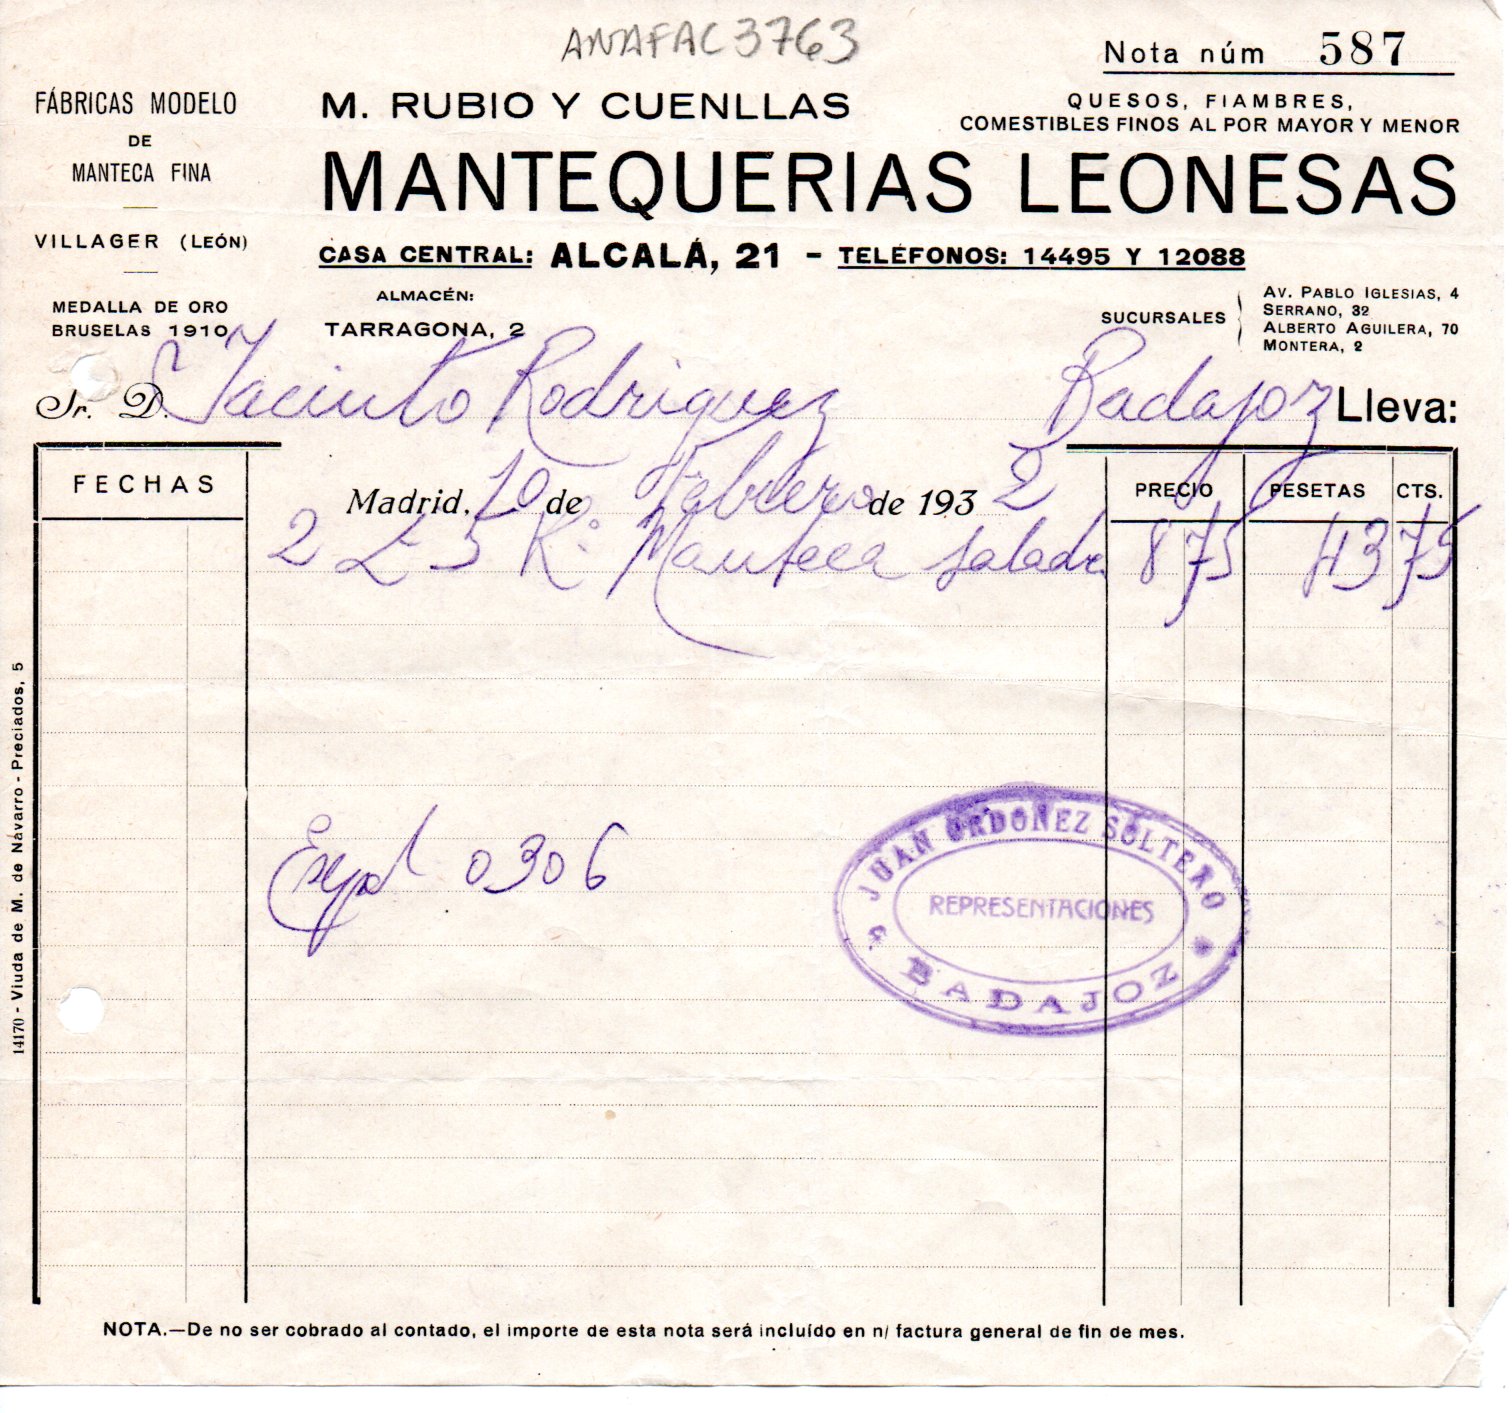 ANAFAC3763
Nota núm 587
FÁBRICAS MODELO
DE
MANTECA FINA
VILLAGER (LEÓN)
MEDALLA DE ORO
BRUSELAS 1910
M. RUBIO Y CUENLLAS
QUESOS, FIAMBRES,
COMESTIBLES FINOS AL POR MAYOR Y MENOR
MANTEQUERIAS LEONESAS
CASA CENTRAL: ALCALÁ, 21 - TELÉFONOS: 14495 Y 12088
ALMACÉN:
TARRAGONA, 2
SUCURSALES
AV. PABLO IGLESIAS, 4
SERRANO, 32
ALBERTO AGUILERA, 70
MONTERA, 2
Sr. D. Jacinto Rodriguez Badajoz Lleva:
FECHAS
Madrid, 10 de Febrero de 1932
PRECIO PESETAS CTS.
2 L 5 K. Manteca salada 875 43 75
0306
JUAN ORDOÑEZ SOLTERO
REPRESENTACIONES
BADAJOZ
14170 - Viuda de M. de Navarro - Preciados, 5
NOTA.—De no ser cobrado al contado, el importe de esta nota será incluído en n/ factura general de fin de mes.